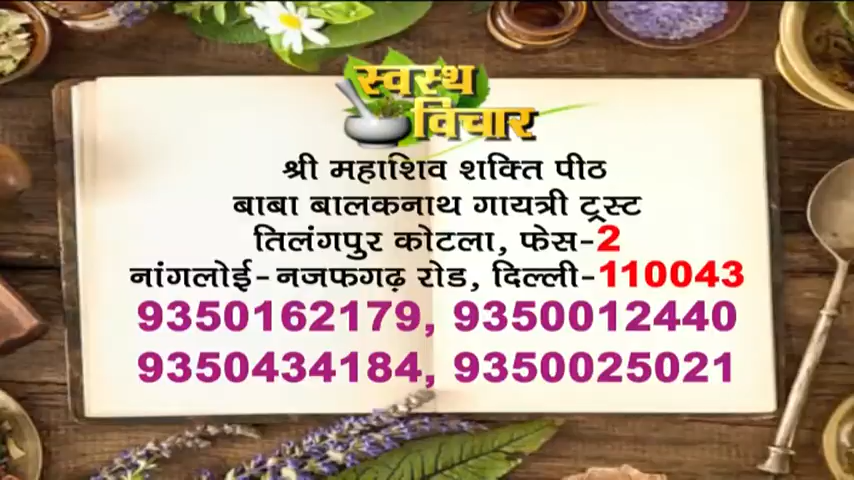 स्वस्थ
विचार
श्री महाशिव शक्ति पीठ
बाबा बालकनाथ गायत्री ट्रस्ट
तिलंगपुर कोटला, फेस-2
नांगलोई-नजफगढ़ रोड, दिल्ली-110043
9350162179, 9350012440
9350434184, 9350025021